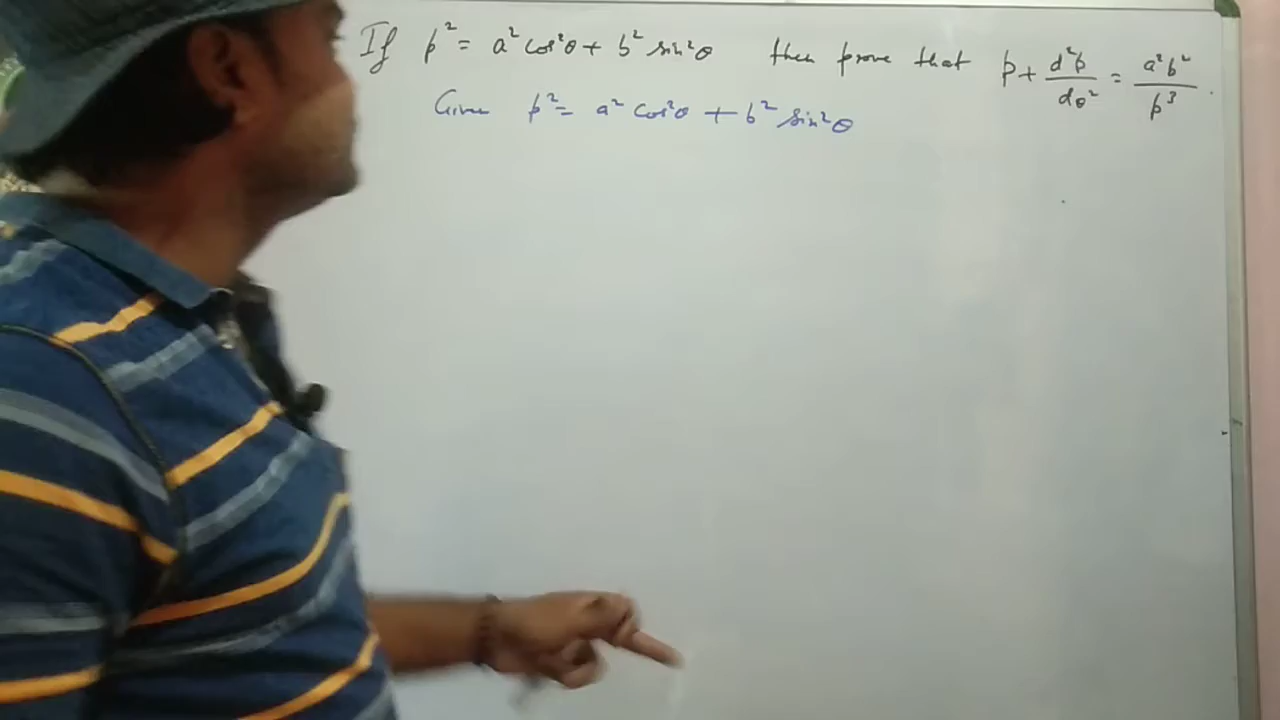 If p² = a² cos²θ + b² sin²θ then prove that p + d²p/dθ² = a²b²/p³.
Given p² = a² cos²θ + b² sin²θ